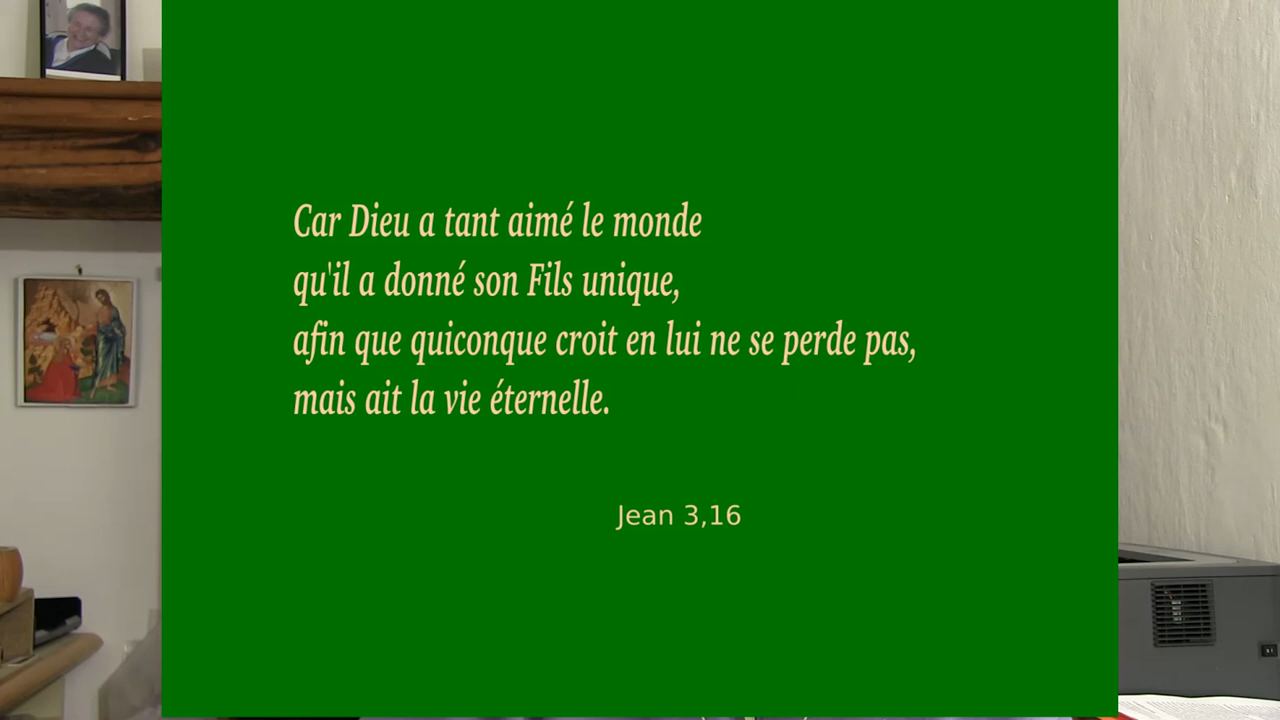 Car Dieu a tant aimé le monde
qu'il a donné son Fils unique,
afin que quiconque croit en lui ne se perde pas,
mais ait la vie éternelle.
Jean 3,16